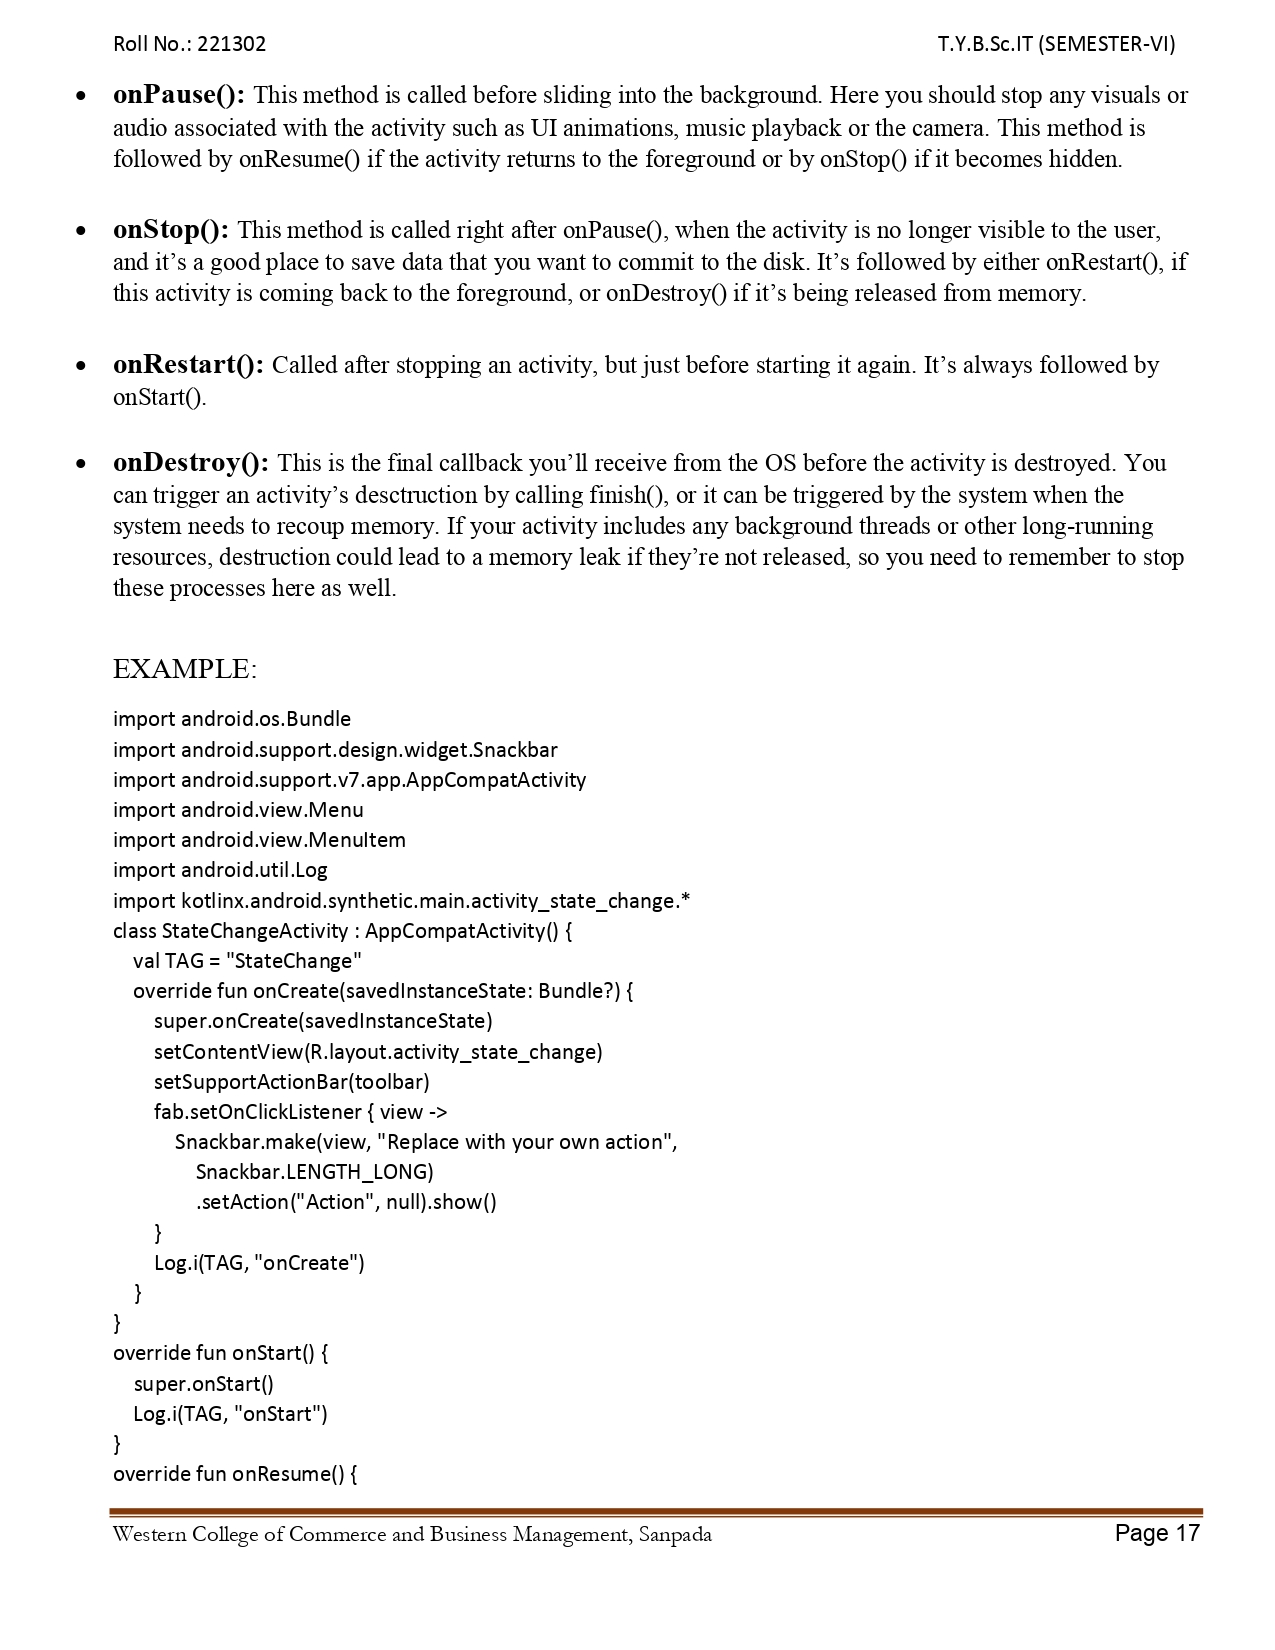 Roll No.: 221302 T.Y.B.Sc.IT (SEMESTER-VI)
• onPause(): This method is called before sliding into the background. Here you should stop any visuals or
audio associated with the activity such as UI animations, music playback or the camera. This method is
followed by onResume() if the activity returns to the foreground or by onStop() if it becomes hidden.
• onStop(): This method is called right after onPause(), when the activity is no longer visible to the user,
and it’s a good place to save data that you want to commit to the disk. It’s followed by either onRestart(), if
this activity is coming back to the foreground, or onDestroy() if it’s being released from memory.
• onRestart(): Called after stopping an activity, but just before starting it again. It’s always followed by
onStart().
• onDestroy(): This is the final callback you’ll receive from the OS before the activity is destroyed. You
can trigger an activity’s desctruction by calling finish(), or it can be triggered by the system when the
system needs to recoup memory. If your activity includes any background threads or other long-running
resources, destruction could lead to a memory leak if they’re not released, so you need to remember to stop
these processes here as well.
EXAMPLE:
import android.os.Bundle
import android.support.design.widget.Snackbar
import android.support.v7.app.AppCompatActivity
import android.view.Menu
import android.view.MenuItem
import android.util.Log
import kotlinx.android.synthetic.main.activity_state_change.*
class StateChangeActivity : AppCompatActivity() {
val TAG = "StateChange"
override fun onCreate(savedInstanceState: Bundle?) {
super.onCreate(savedInstanceState)
setContentView(R.layout.activity_state_change)
setSupportActionBar(toolbar)
fab.setOnClickListener { view ->
Snackbar.make(view, "Replace with your own action",
Snackbar.LENGTH_LONG)
.setAction("Action", null).show()
}
Log.i(TAG, "onCreate")
}
}
override fun onStart() {
super.onStart()
Log.i(TAG, "onStart")
}
override fun onResume() {
Western College of Commerce and Business Management, Sanpada Page 17